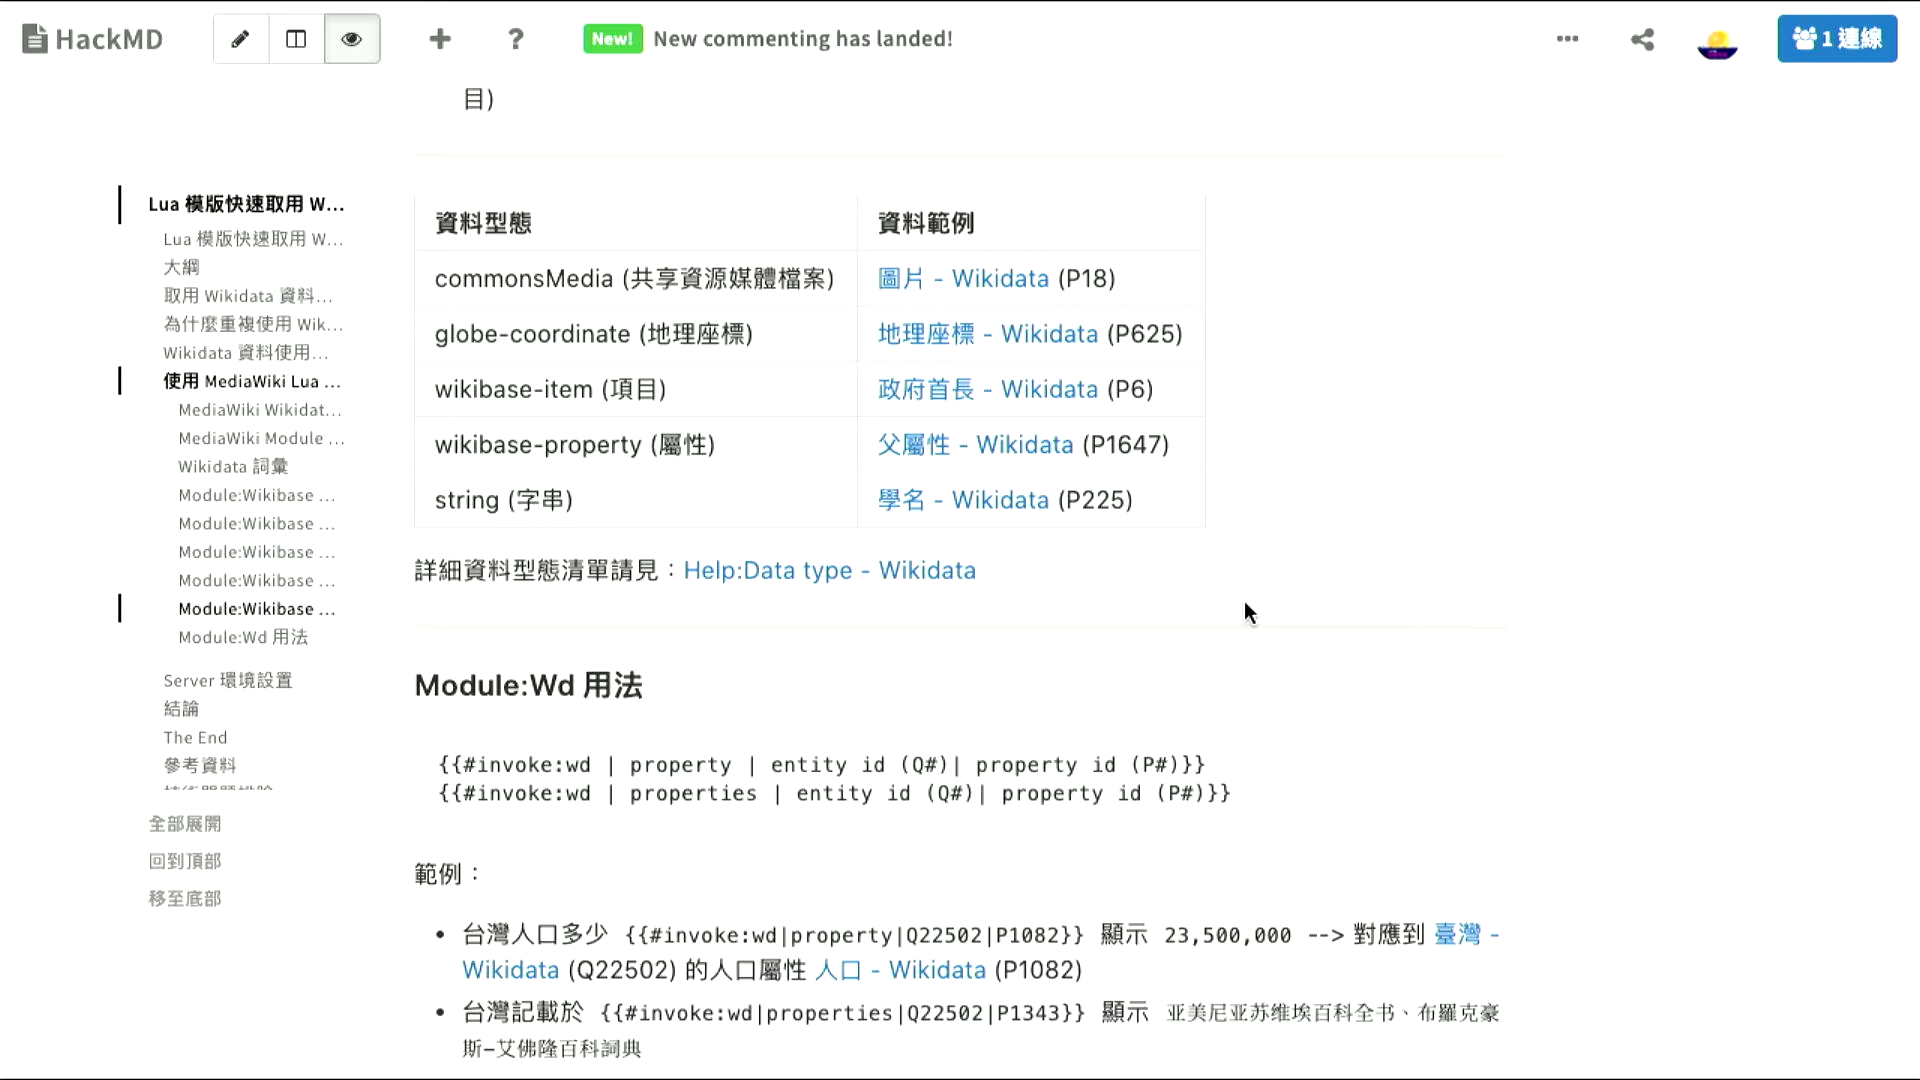 HackMD
New! New commenting has landed!
1 連線
目)
Lua 模版快速取用 W...
Lua 模版快速取用 W...
大綱
取用 Wikidata 資料...
為什麼重複使用 Wik...
Wikidata 資料使用...
使用 MediaWiki Lua ...
MediaWiki Wikidat...
MediaWiki Module ...
Wikidata 詞彙
Module:Wikibase ...
Module:Wikibase ...
Module:Wikibase ...
Module:Wikibase ...
Module:Wikibase ...
Module:Wd 用法
Server 環境設置
結論
The End
參考資料
全部展開
回到頂部
移至底部
資料型態 資料範例
commonsMedia (共享資源媒體檔案) 圖片 - Wikidata (P18)
globe-coordinate (地理座標) 地理座標 - Wikidata (P625)
wikibase-item (項目) 政府首長 - Wikidata (P6)
wikibase-property (屬性) 父屬性 - Wikidata (P1647)
string (字串) 學名 - Wikidata (P225)
詳細資料型態清單請見：Help:Data type - Wikidata
Module:Wd 用法
{{#invoke:wd | property | entity id (Q#)| property id (P#)}}
{{#invoke:wd | properties | entity id (Q#)| property id (P#)}}
範例：
• 台灣人口多少 {{#invoke:wd|property|Q22502|P1082}} 顯示 23,500,000 --> 對應到 臺灣 -
Wikidata (Q22502) 的人口屬性 人口 - Wikidata (P1082)
• 台灣記載於 {{#invoke:wd|properties|Q22502|P1343}} 顯示 亚美尼亚苏维埃百科全书、布羅克豪
斯–艾佛隆百科詞典